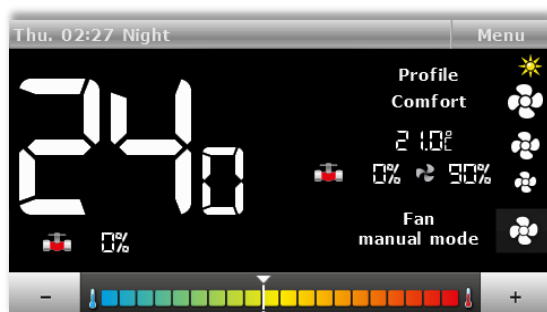 Thu. 02:27 Night Menu
Profile
Comfort
24.0
21.0°C
0% 90%
0%
Fan
manual mode
- +